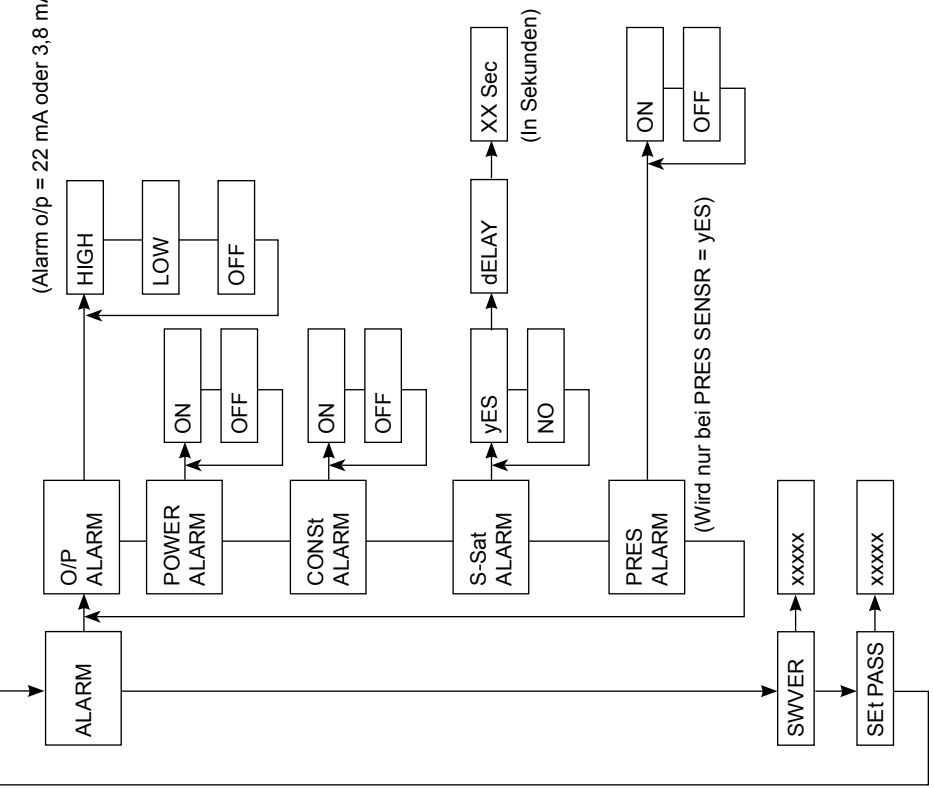 (Alarm o/p = 22 mA oder 3,8 mA
ALARM
O/P
ALARM
HIGH
LOW
OFF
POWER
ALARM
ON
OFF
CONSt
ALARM
ON
OFF
S-Sat
ALARM
yES
NO
dELAY
XX Sec
(In Sekunden)
PRES
ALARM
ON
OFF
(Wird nur bei PRES SENSR = yES)
SWVER
xxxxx
SEt PASS
xxxxx